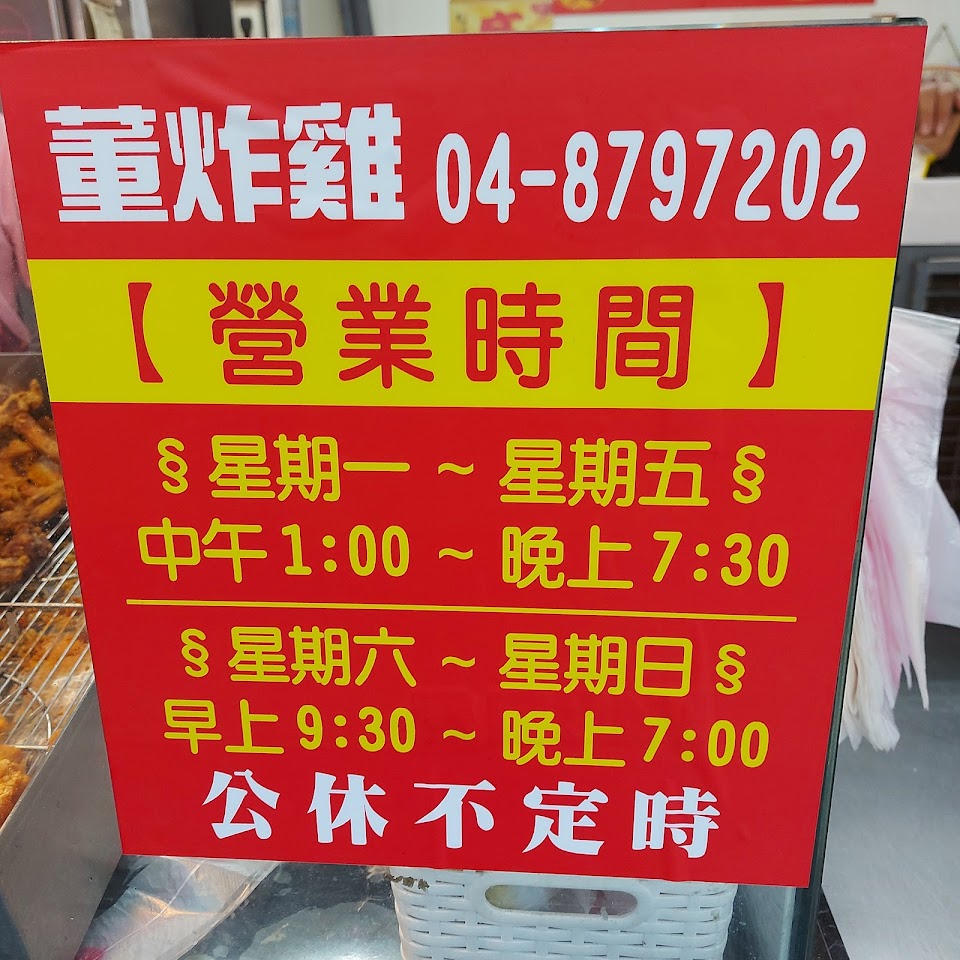 董炸雞 04-8797202
【營業時間】
§星期一 ~ 星期五§
中午1:00 ~ 晚上7:30
§星期六 ~ 星期日§
早上9:30 ~ 晚上7:00
公休不定時